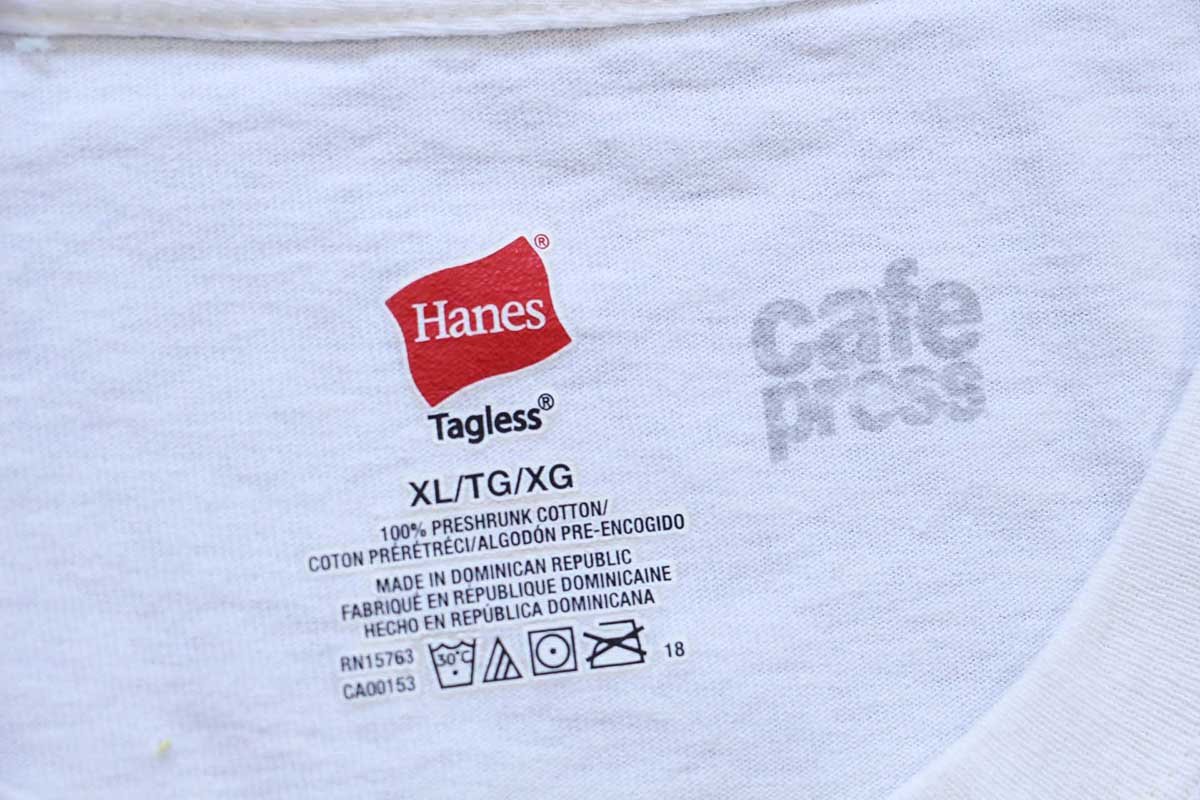 Hanes®
Tagless®
XL/TG/XG
100% PRESHRUNK COTTON/
COTON PRÉRÉTRÉCI/ALGODÓN PRE-ENCOGIDO
MADE IN DOMINICAN REPUBLIC
FABRIQUÉ EN RÉPUBLIQUE DOMINICAINE
HECHO EN REPÚBLICA DOMINICANA
RN15763
CA00153
30°C
18
cafe
press